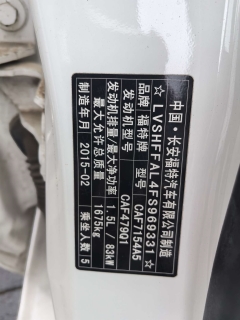 中国·长安福特汽车有限公司制造
*LVSHFFAL4FS969331*
品牌 福特牌 型号 CAF7154A5
发动机型号 CAF479Q1
发动机排量/最大净功率 1.5L / 83kW
最大允许总质量 1675kg
制造年月 2015-02 乘坐人数 5